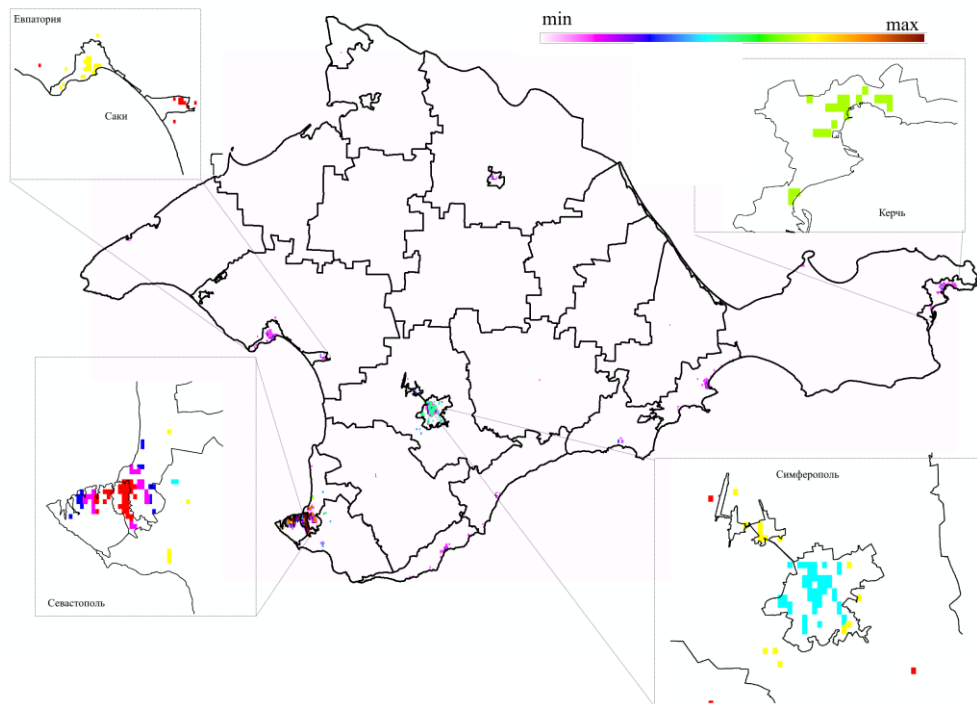 Евпатория
min
max
Саки
Керчь
Симферополь
Севастополь